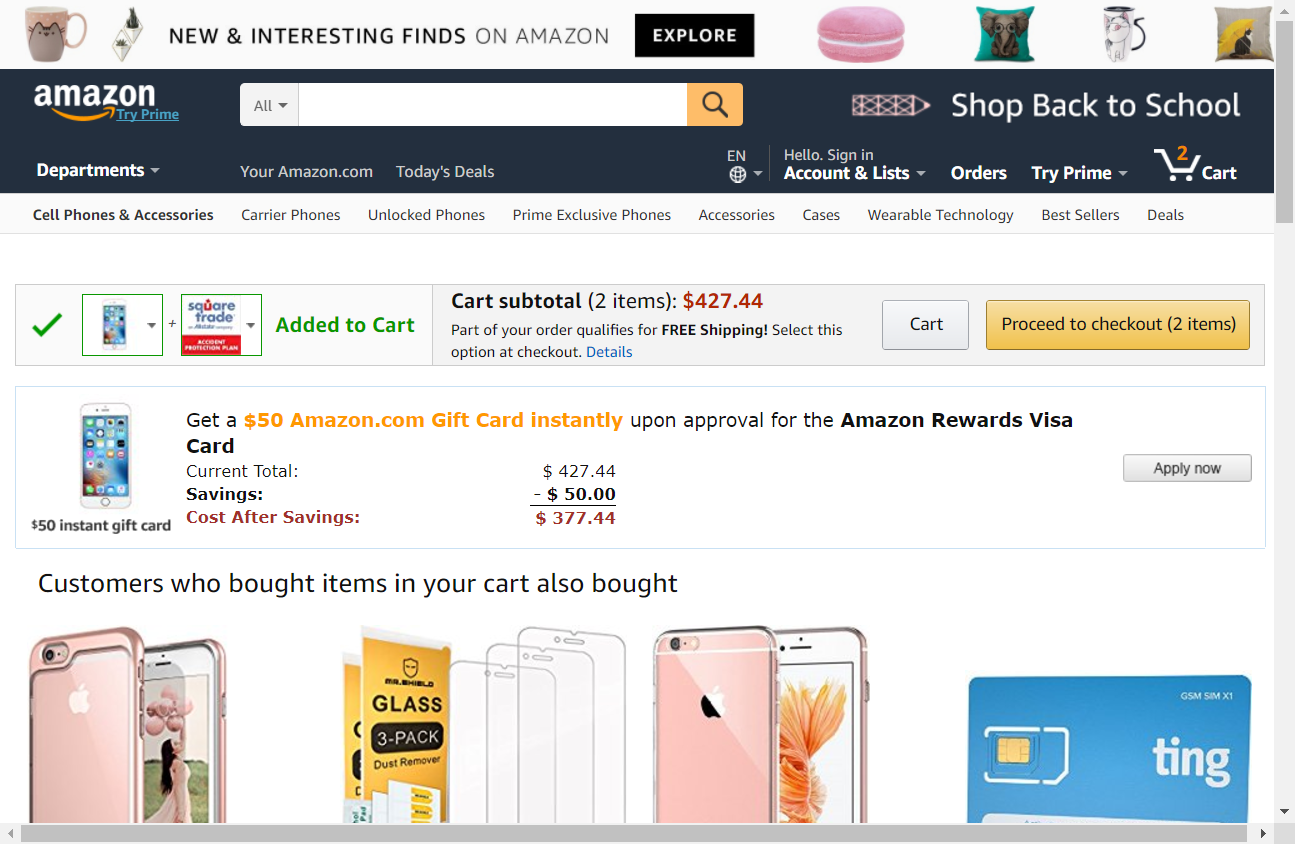 NEW & INTERESTING FINDS ON AMAZON
EXPLORE
amazon
Try Prime
All
Shop Back to School
Departments
Your Amazon.com
Today's Deals
EN
Hello. Sign in
Account & Lists
Orders
Try Prime
2
Cart
Cell Phones & Accessories
Carrier Phones
Unlocked Phones
Prime Exclusive Phones
Accessories
Cases
Wearable Technology
Best Sellers
Deals
+
square
trade
an Allstate company
ACCIDENT
PROTECTION PLAN
Added to Cart
Cart subtotal (2 items): $427.44
Part of your order qualifies for FREE Shipping! Select this
option at checkout. Details
Cart
Proceed to checkout (2 items)
Get a $50 Amazon.com Gift Card instantly upon approval for the Amazon Rewards Visa
Card
Current Total: $ 427.44
Savings: - $ 50.00
Cost After Savings: $ 377.44
$50 instant gift card
Apply now
Customers who bought items in your cart also bought
MR.SHIELD
GLASS
3-PACK
Dust Remover
GSM SIM X1
ting